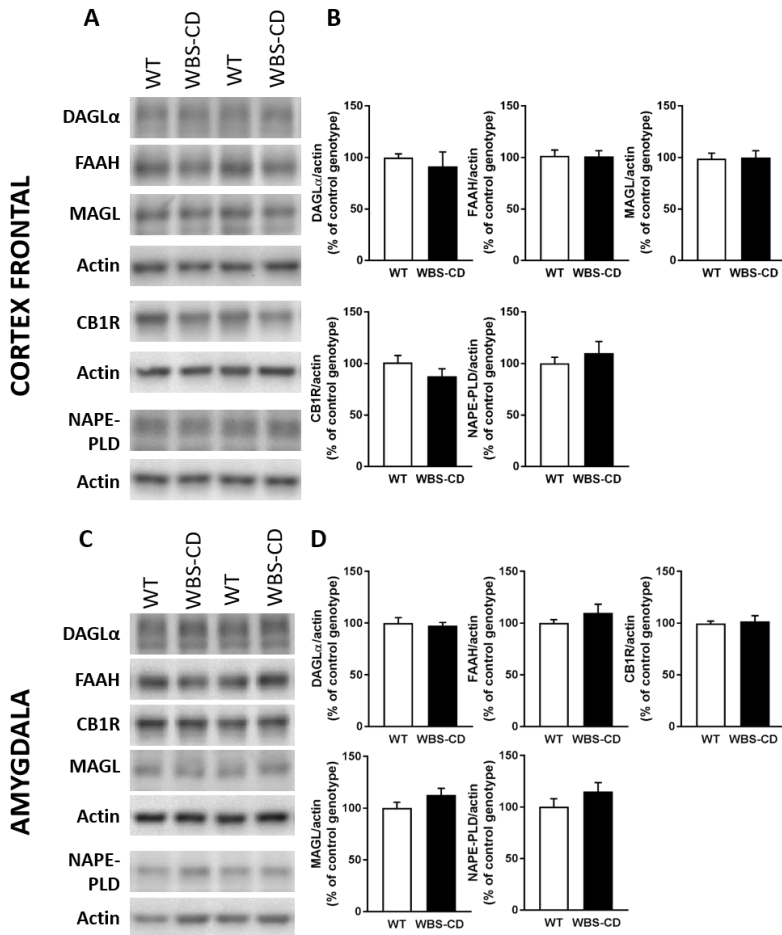 A
B
WT
WBS-CD
WT
WBS-CD
CORTEX FRONTAL
DAGLα
FAAH
MAGL
Actin
CB1R
Actin
NAPE-
PLD
Actin
DAGLα/actin
(% of control genotype)
150
100
50
0
WT WBS-CD
FAAH/actin
(% of control genotype)
150
100
50
0
WT WBS-CD
MAGL/actin
(% of control genotype)
150
100
50
0
WT WBS-CD
CB1R/actin
(% of control genotype)
150
100
50
0
WT WBS-CD
NAPE-PLD/actin
(% of control genotype)
150
100
50
0
WT WBS-CD
C
D
WT
WBS-CD
WT
WBS-CD
AMYGDALA
DAGLα
FAAH
CB1R
MAGL
Actin
NAPE-
PLD
Actin
DAGLα/actin
(% of control genotype)
150
100
50
0
WT WBS-CD
FAAH/actin
(% of control genotype)
150
100
50
0
WT WBS-CD
CB1R/actin
(% of control genotype)
150
100
50
0
WT WBS-CD
MAGL/actin
(% of control genotype)
150
100
50
0
WT WBS-CD
NAPE-PLD/actin
(% of control genotype)
150
100
50
0
WT WBS-CD